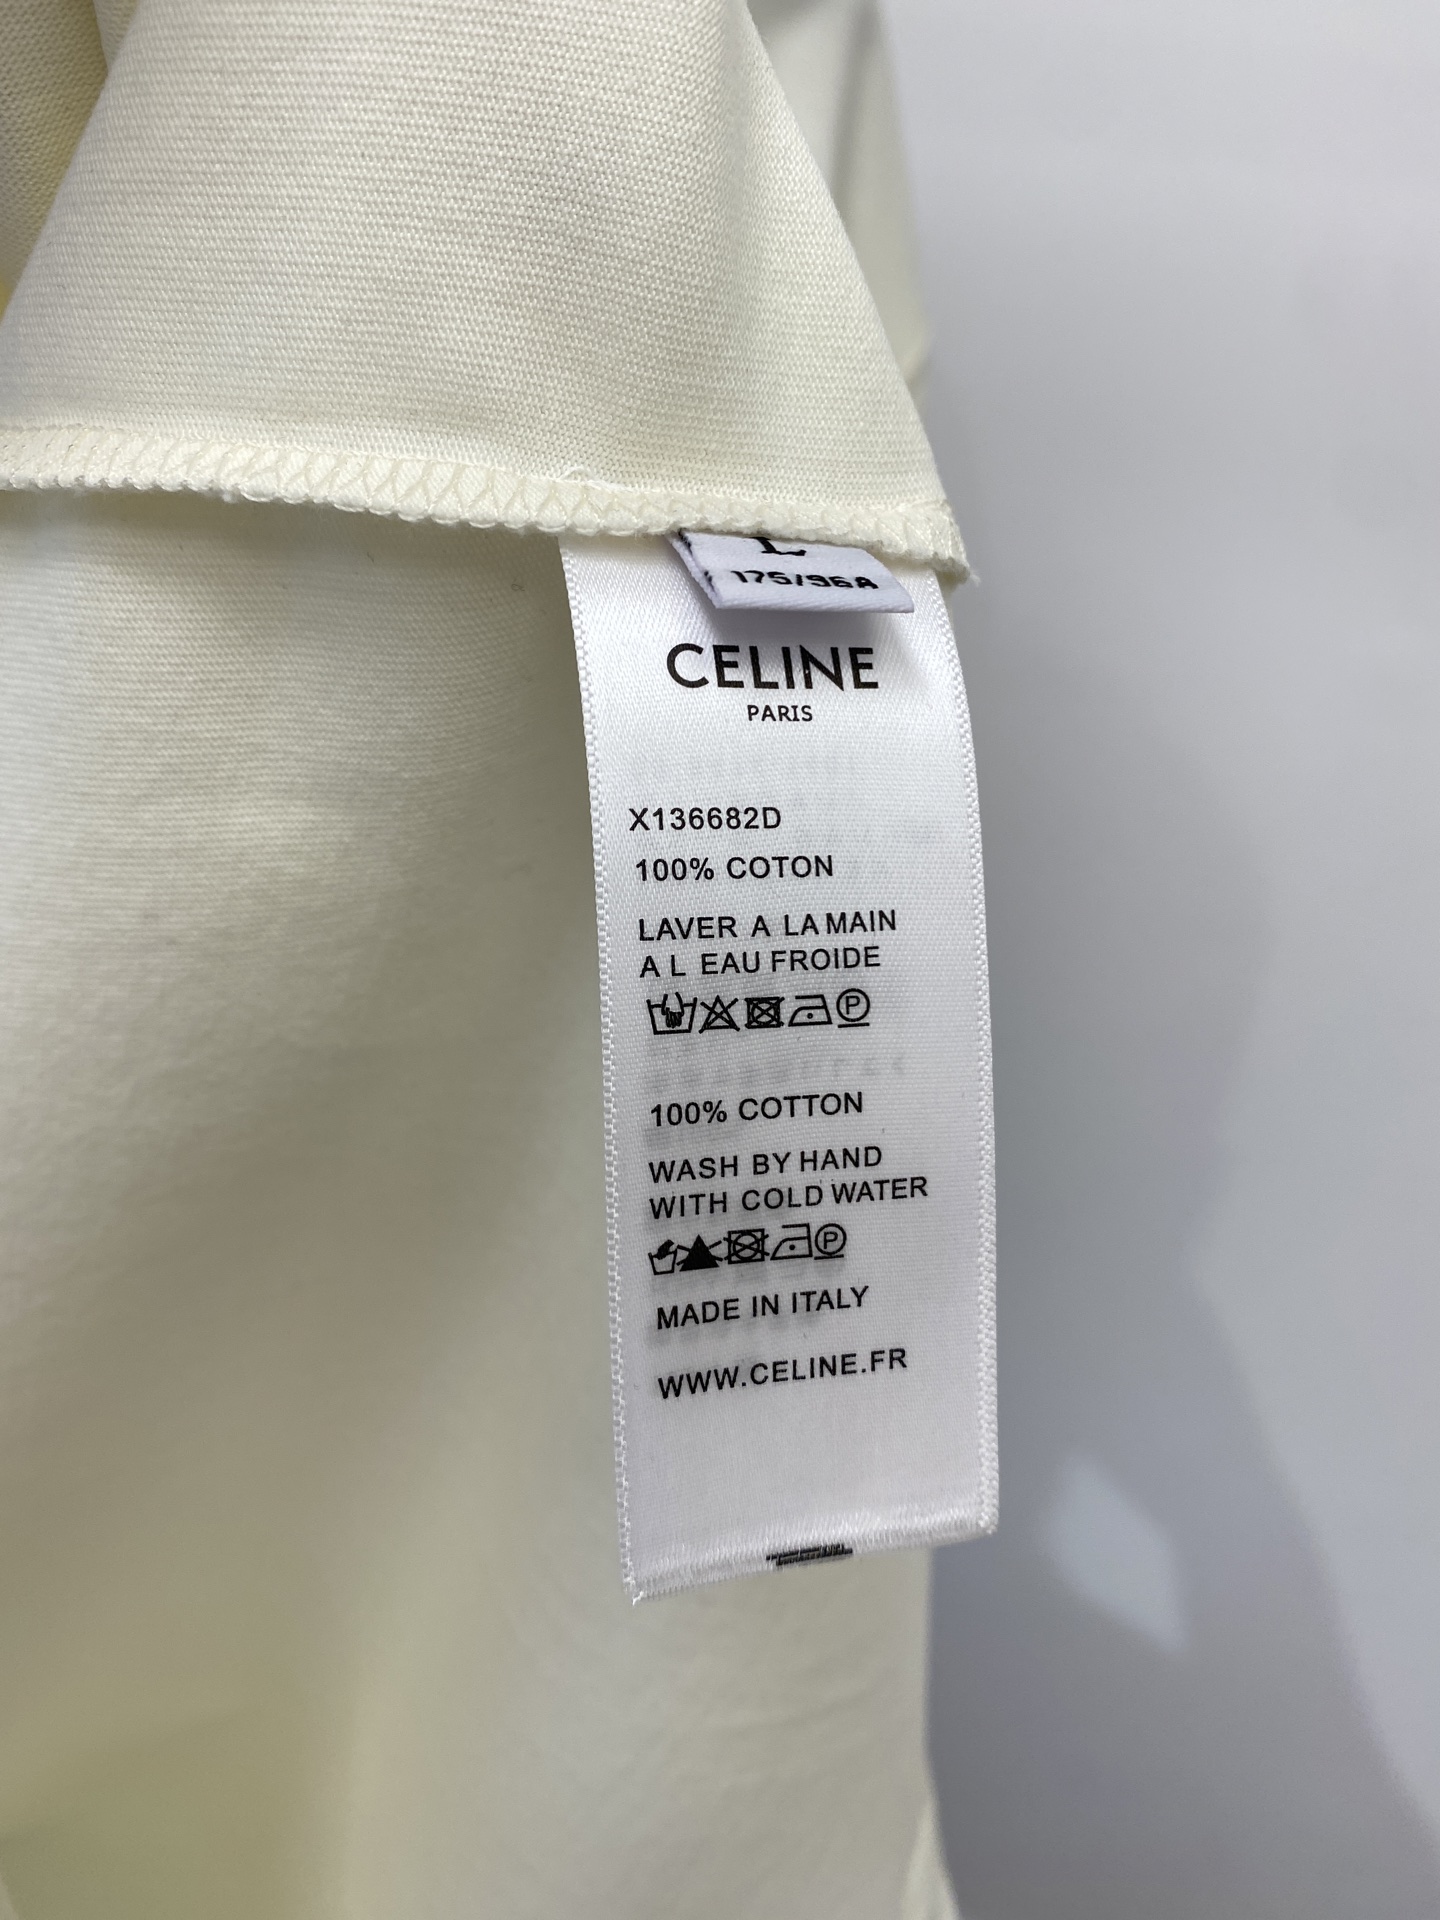 L
175/96A
CELINE
PARIS
X136682D
100% COTON
LAVER A LA MAIN
A L EAU FROIDE
P
100% COTTON
WASH BY HAND
WITH COLD WATER
P
MADE IN ITALY
WWW.CELINE.FR